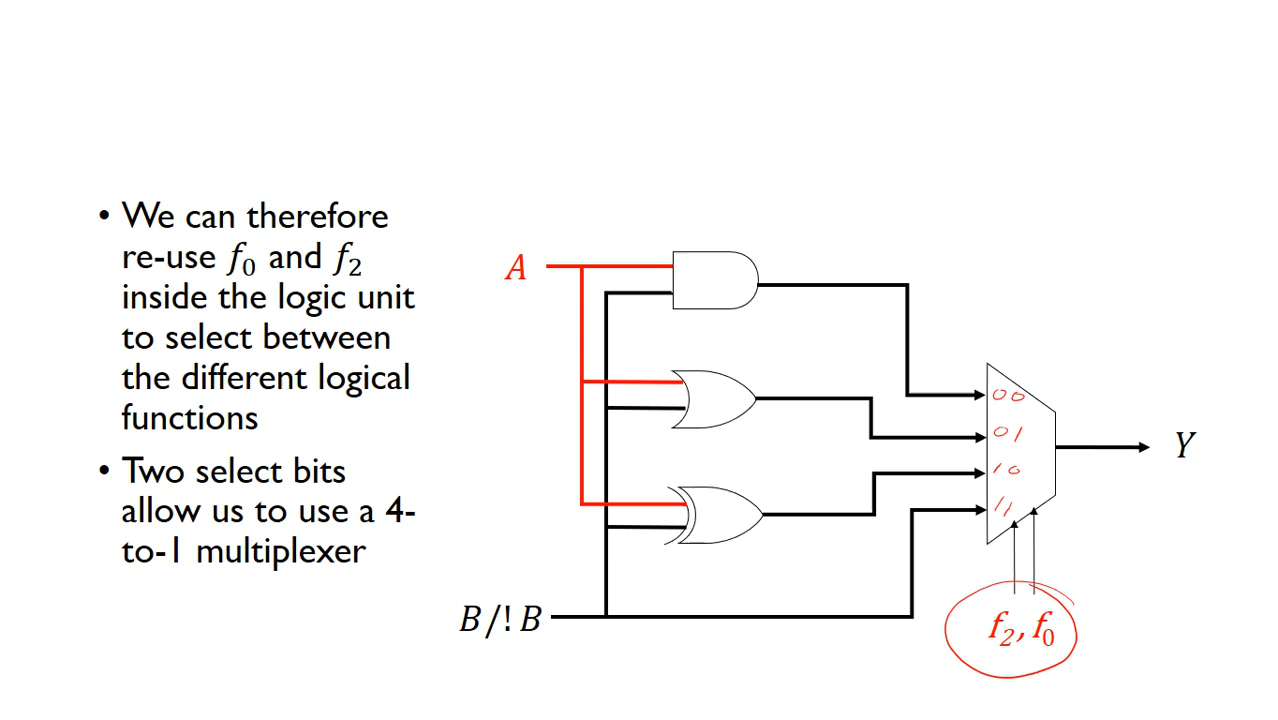 • We can therefore
re-use f₀ and f₂
inside the logic unit
to select between
the different logical
functions
• Two select bits
allow us to use a 4-
to-1 multiplexer
A
B/! B
00
01
10
11
Y
f₂, f₀